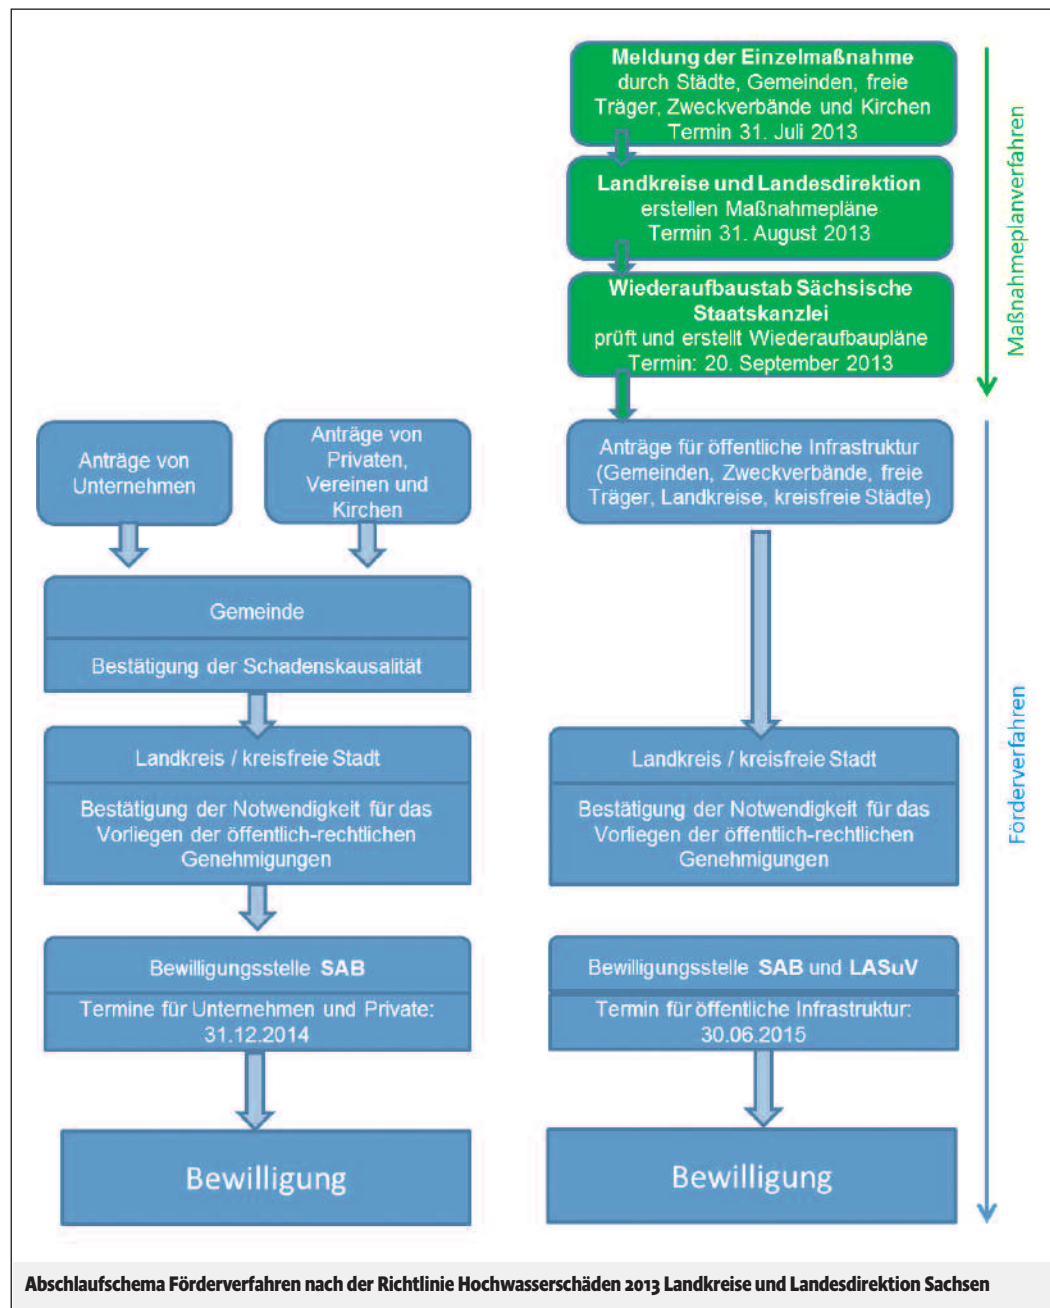 Meldung der Einzelmaßnahme
durch Städte, Gemeinden, freie
Träger, Zweckverbände und Kirchen
Termin 31. Juli 2013
Landkreise und Landesdirektion
erstellen Maßnahmepläne
Termin 31. August 2013
Wiederaufbaustab Sächsische
Staatskanzlei
prüft und erstellt Wiederaufbaupläne
Termin: 20. September 2013
Maßnahmeplanverfahren
Anträge von
Unternehmen
Anträge von
Privaten,
Vereinen und
Kirchen
Anträge für öffentliche Infrastruktur
(Gemeinden, Zweckverbände, freie
Träger, Landkreise, kreisfreie Städte)
Gemeinde
Bestätigung der Schadenskausalität
Landkreis / kreisfreie Stadt
Bestätigung der Notwendigkeit für das
Vorliegen der öffentlich-rechtlichen
Genehmigungen
Landkreis / kreisfreie Stadt
Bestätigung der Notwendigkeit für das
Vorliegen der öffentlich-rechtlichen
Genehmigungen
Förderverfahren
Bewilligungsstelle SAB
Termine für Unternehmen und Private:
31.12.2014
Bewilligungsstelle SAB und LASuV
Termin für öffentliche Infrastruktur:
30.06.2015
Bewilligung
Bewilligung
Abschlaufschema Förderverfahren nach der Richtlinie Hochwasserschäden 2013 Landkreise und Landesdirektion Sachsen